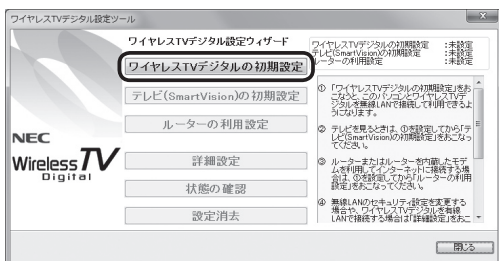 ワイヤレスTVデジタル設定ツール
ワイヤレスTVデジタル設定ウィザード
ワイヤレスTVデジタルの初期設定
テレビ(SmartVision)の初期設定
ルーターの利用設定
詳細設定
状態の確認
設定消去
NEC
Wireless TV
Digital
ワイヤレスTVデジタルの初期設定 :未設定
テレビ(SmartVision)の初期設定 :未設定
ルーターの利用設定 :未設定
① 「ワイヤレスTVデジタルの初期設定」をお
こなうと、このパソコンとワイヤレスTVデ
ジタルを無線LANで接続して利用できるよ
うになります。
② テレビを見るときは、①を設定してから「テ
レビ(SmartVision)の初期設定」をおこなっ
てください。
③ ルーターまたはルーターを内蔵したモデ
ムを利用してインターネットに接続する場
合は、①を設定してから「ルーターの利用
設定」をおこなってください。
④ 無線LANのセキュリティ設定を変更する
場合や、ワイヤレスTVデジタルを有線
LANで接続する場合は「詳細設定」をおこ
閉じる